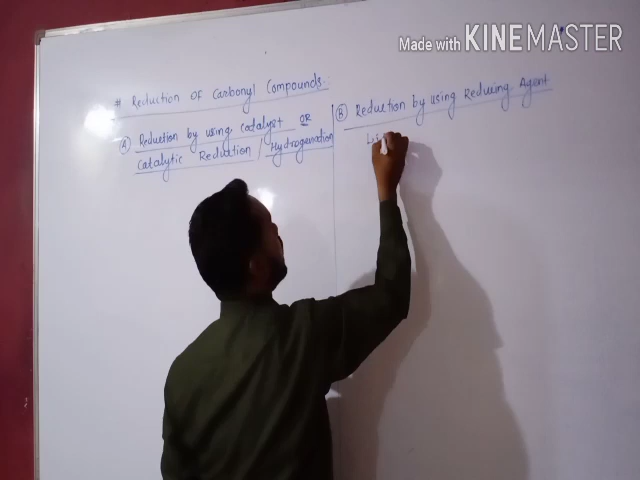 Made with KINEMASTER
# Reduction of Carbonyl Compounds:
(A) Reduction by using catalyst OR
Catalytic Reduction / Hydrogenation
(B) Reduction by using Reducing Agent